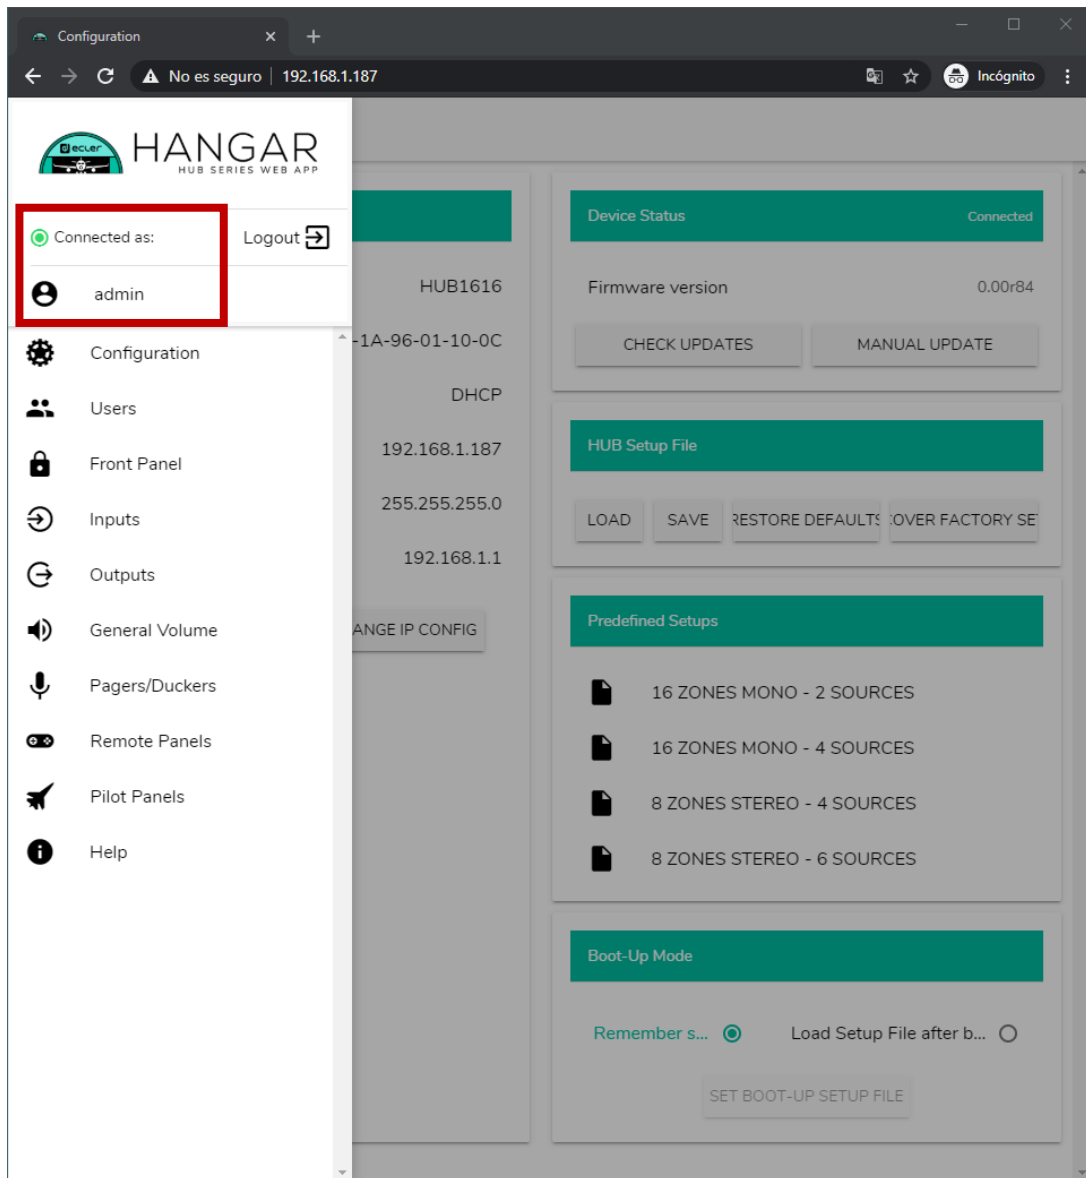 Configuration
No es seguro | 192.168.1.187
Incógnito
ecler
HANGAR
HUB SERIES WEB APP
Connected as:
Logout
admin
Configuration
Users
Front Panel
Inputs
Outputs
General Volume
Pagers/Duckers
Remote Panels
Pilot Panels
Help
HUB1616
-1A-96-01-10-0C
DHCP
192.168.1.187
255.255.255.0
192.168.1.1
ANGE IP CONFIG
Device Status
Connected
Firmware version
0.00r84
CHECK UPDATES
MANUAL UPDATE
HUB Setup File
LOAD
SAVE
RESTORE DEFAULTS
OVER FACTORY SE
Predefined Setups
16 ZONES MONO - 2 SOURCES
16 ZONES MONO - 4 SOURCES
8 ZONES STEREO - 4 SOURCES
8 ZONES STEREO - 6 SOURCES
Boot-Up Mode
Remember s...
Load Setup File after b...
SET BOOT-UP SETUP FILE